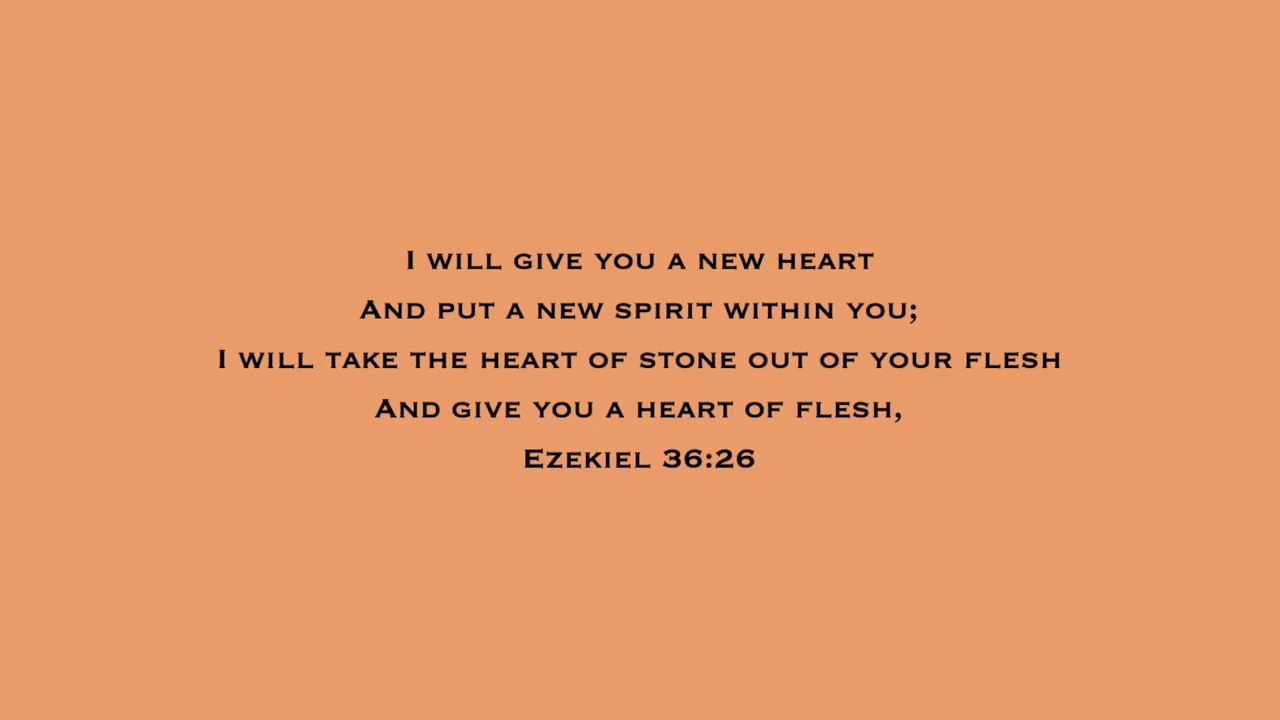 I WILL GIVE YOU A NEW HEART
AND PUT A NEW SPIRIT WITHIN YOU;
I WILL TAKE THE HEART OF STONE OUT OF YOUR FLESH
AND GIVE YOU A HEART OF FLESH,
EZEKIEL 36:26